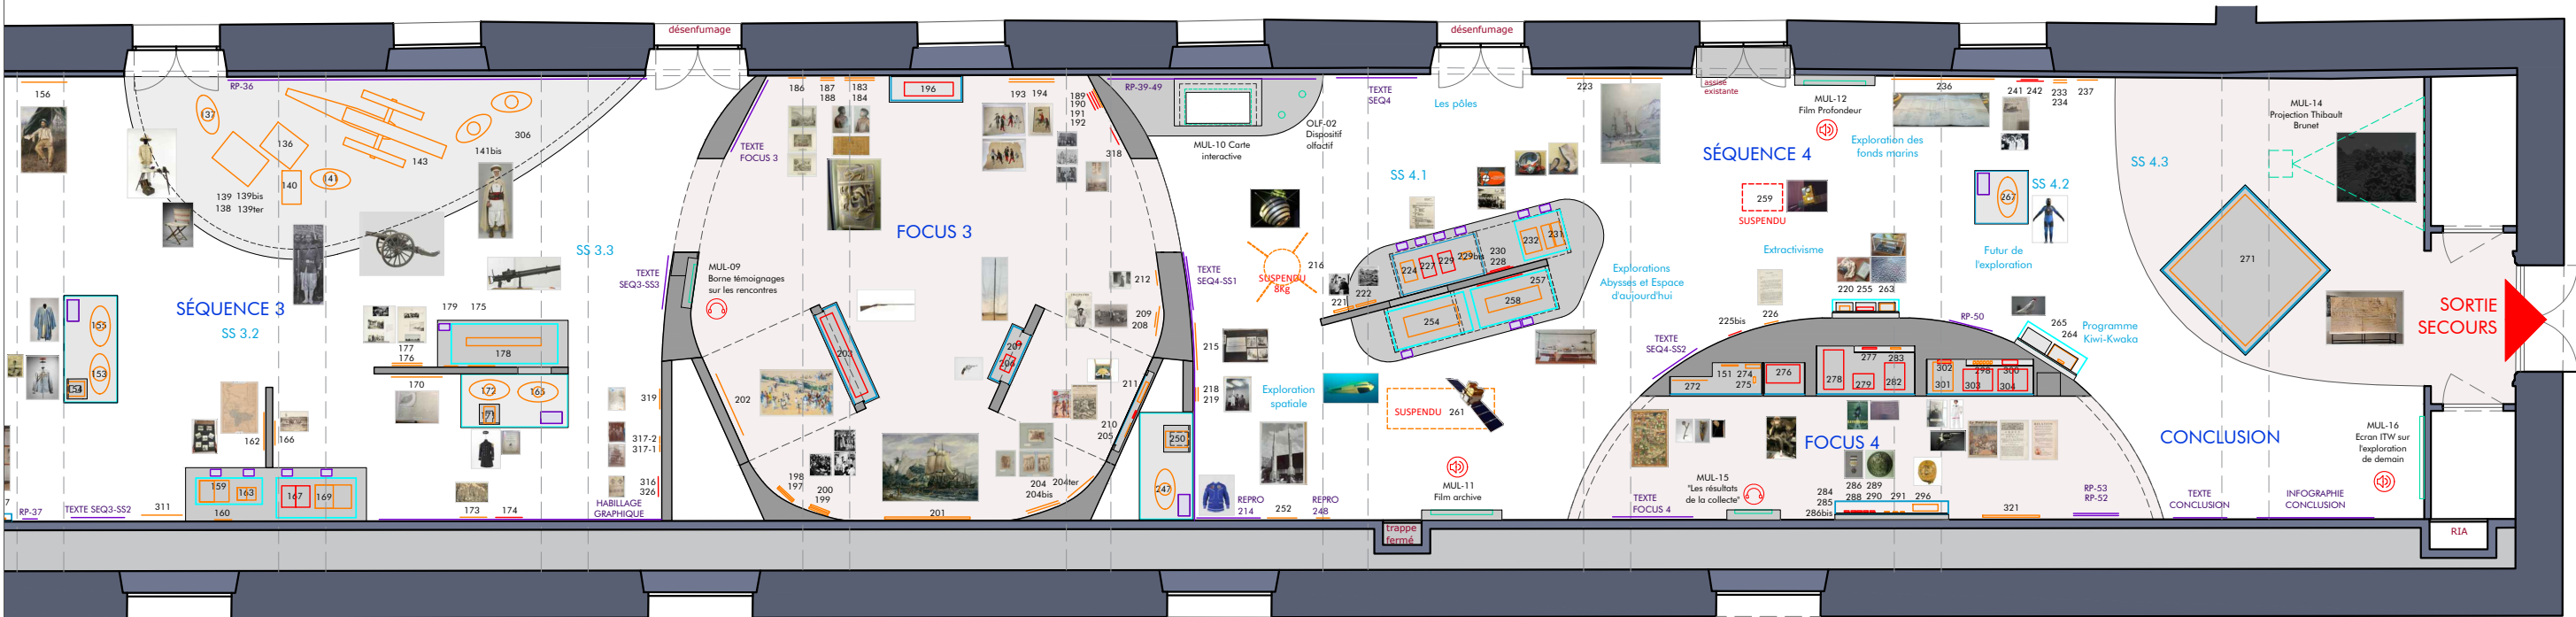 désenfumage
désenfumage
156
RP-36
137
136
143
306
141bis
141
140
139 139bis
138 139ter
SS 3.3
SÉQUENCE 3
SS 3.2
155
153
154
179 175
178
177
176
170
172
165
171
162
166
159
163
160
167
169
RP-37
TEXTE SEQ3-SS2
311
173
174
HABILLAGE
GRAPHIQUE
319
317-2
317-1
316
326
TEXTE
SEQ3-SS3
TEXTE
FOCUS 3
MUL-09
Borne témoignages
sur les rencontres
FOCUS 3
186
187
188
183
184
196
193 194
189
190
191
192
318
203
207
206
212
209
208
211
210
205
202
198
197
200
199
201
204
204bis
204ter
RP-39-49
MUL-10 Carte
interactive
OLF-02
Dispositif
olfactif
TEXTE
SEQ4
Les pôles
SS 4.1
TEXTE
SEQ4-SS1
SUSPENDU
8Kg
216
221
222
224
227
229
229bis
230
228
232
231
257
258
254
215
218
219
Exploration
spatiale
250
247
REPRO
214
252
REPRO
248
SUSPENDU
261
MUL-11
Film archive
trappe
fermé
223
SÉQUENCE 4
assise
existante
MUL-12
Film Profondeur
Exploration des
fonds marins
236
241 242
233
234
237
259
SUSPENDU
Extractivisme
Explorations
Abysses et Espace
d'aujourd'hui
267
SS 4.2
Futur de
l'exploration
220 255 263
225bis
226
RP-50
265
264
Programme
Kiwi-Kwaka
TEXTE
SEQ4-SS2
272
151 274
275
276
277
283
278
279
282
302
301
298
300
303
304
FOCUS 4
MUL-15
"Les résultats
de la collecte"
TEXTE
FOCUS 4
284
285
286bis
286 289
288 290
291
296
321
RP-53
RP-52
SS 4.3
MUL-14
Projection Thibault
Brunet
271
SORTIE
SECOURS
CONCLUSION
MUL-16
Ecran ITW sur
l'exploration
de demain
TEXTE
CONCLUSION
INFOGRAPHIE
CONCLUSION
RIA